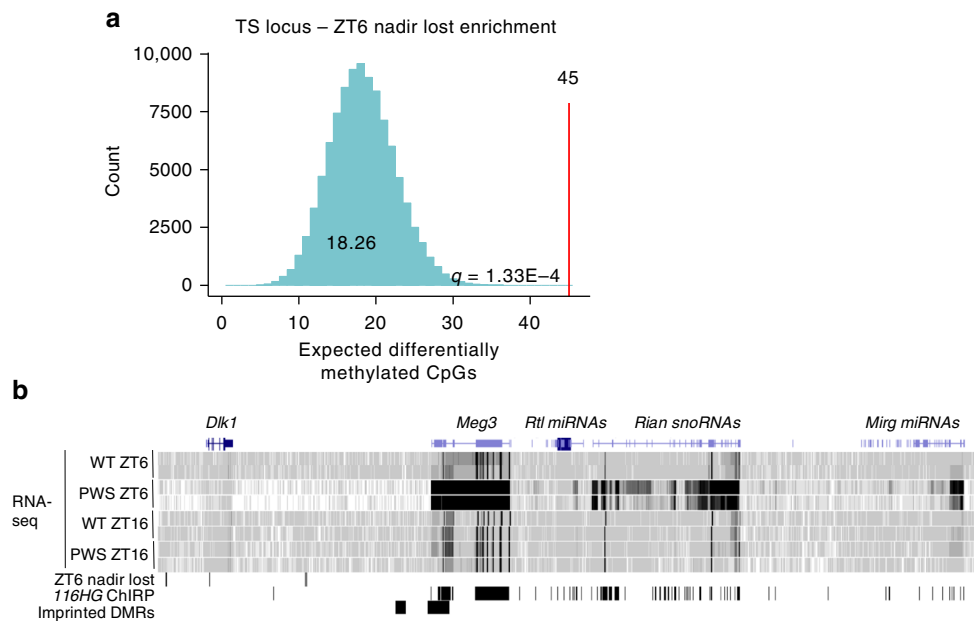 a
TS locus – ZT6 nadir lost enrichment
10,000
7500
5000
2500
0
Count
45
18.26
q = 1.33E–4
0
10
20
30
40
Expected differentially
methylated CpGs
b
Dlk1
Meg3
Rtl miRNAs
Rian snoRNAs
Mirg miRNAs
RNA-
seq
WT ZT6
PWS ZT6
WT ZT16
PWS ZT16
ZT6 nadir lost
116HG ChIRP
Imprinted DMRs